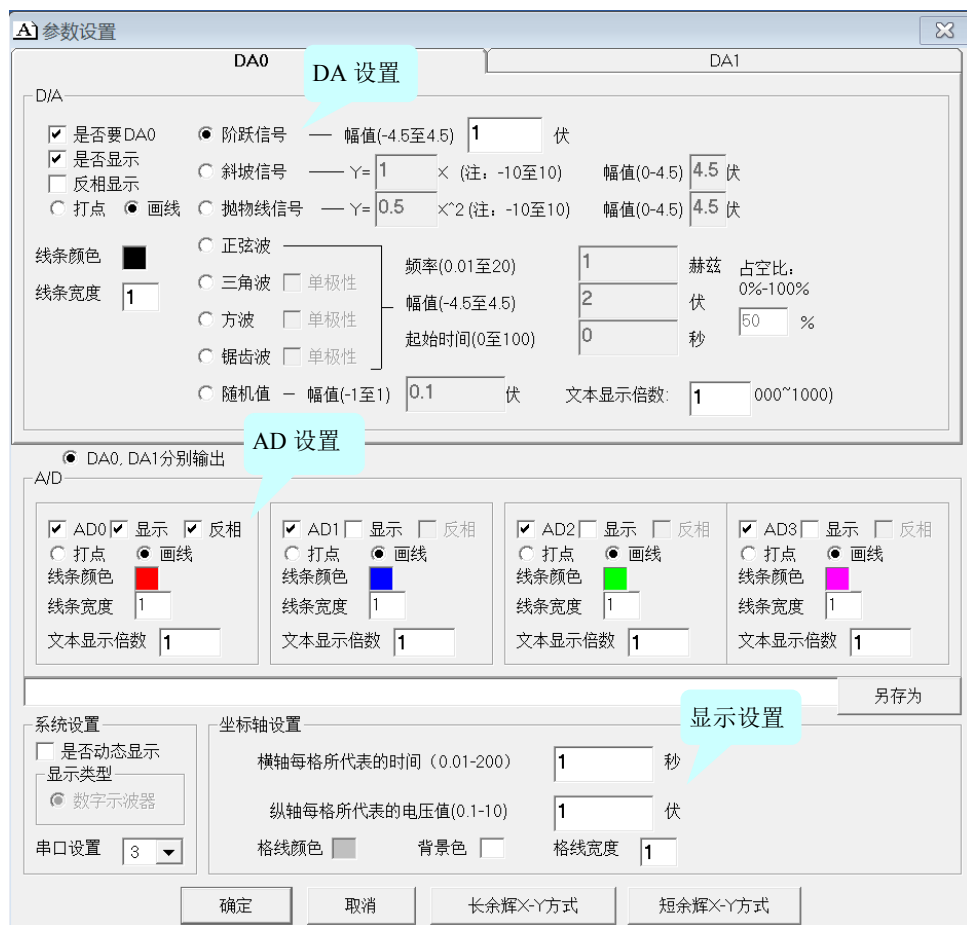 A 参数设置
DA0
DA1
DA 设置
D/A
是否要DA0
是否显示
反相显示
打点 画线
线条颜色
线条宽度 1
阶跃信号 — 幅值(-4.5至4.5) 1 伏
斜坡信号 —— Y= 1 X (注：-10至10) 幅值(0-4.5) 4.5 伏
抛物线信号 — Y= 0.5 X^2 (注：-10至10) 幅值(0-4.5) 4.5 伏
正弦波
三角波 单极性
方波 单极性
锯齿波 单极性
频率(0.01至20) 1 赫兹
幅值(-4.5至4.5) 2 伏
起始时间(0至100) 0 秒
占空比：
0%-100%
50 %
随机值 — 幅值(-1至1) 0.1 伏 文本显示倍数: 1 000~1000)
AD 设置
DA0, DA1分别输出
A/D
AD0 显示 反相
打点 画线
线条颜色
线条宽度 1
文本显示倍数 1
AD1 显示 反相
打点 画线
线条颜色
线条宽度 1
文本显示倍数 1
AD2 显示 反相
打点 画线
线条颜色
线条宽度 1
文本显示倍数 1
AD3 显示 反相
打点 画线
线条颜色
线条宽度 1
文本显示倍数 1
另存为
显示设置
系统设置
是否动态显示
显示类型
数字示波器
串口设置 3
坐标轴设置
横轴每格所代表的时间（0.01-200） 1 秒
纵轴每格所代表的电压值(0.1-10) 1 伏
格线颜色 背景色 格线宽度 1
确定 取消 长余辉X-Y方式 短余辉X-Y方式